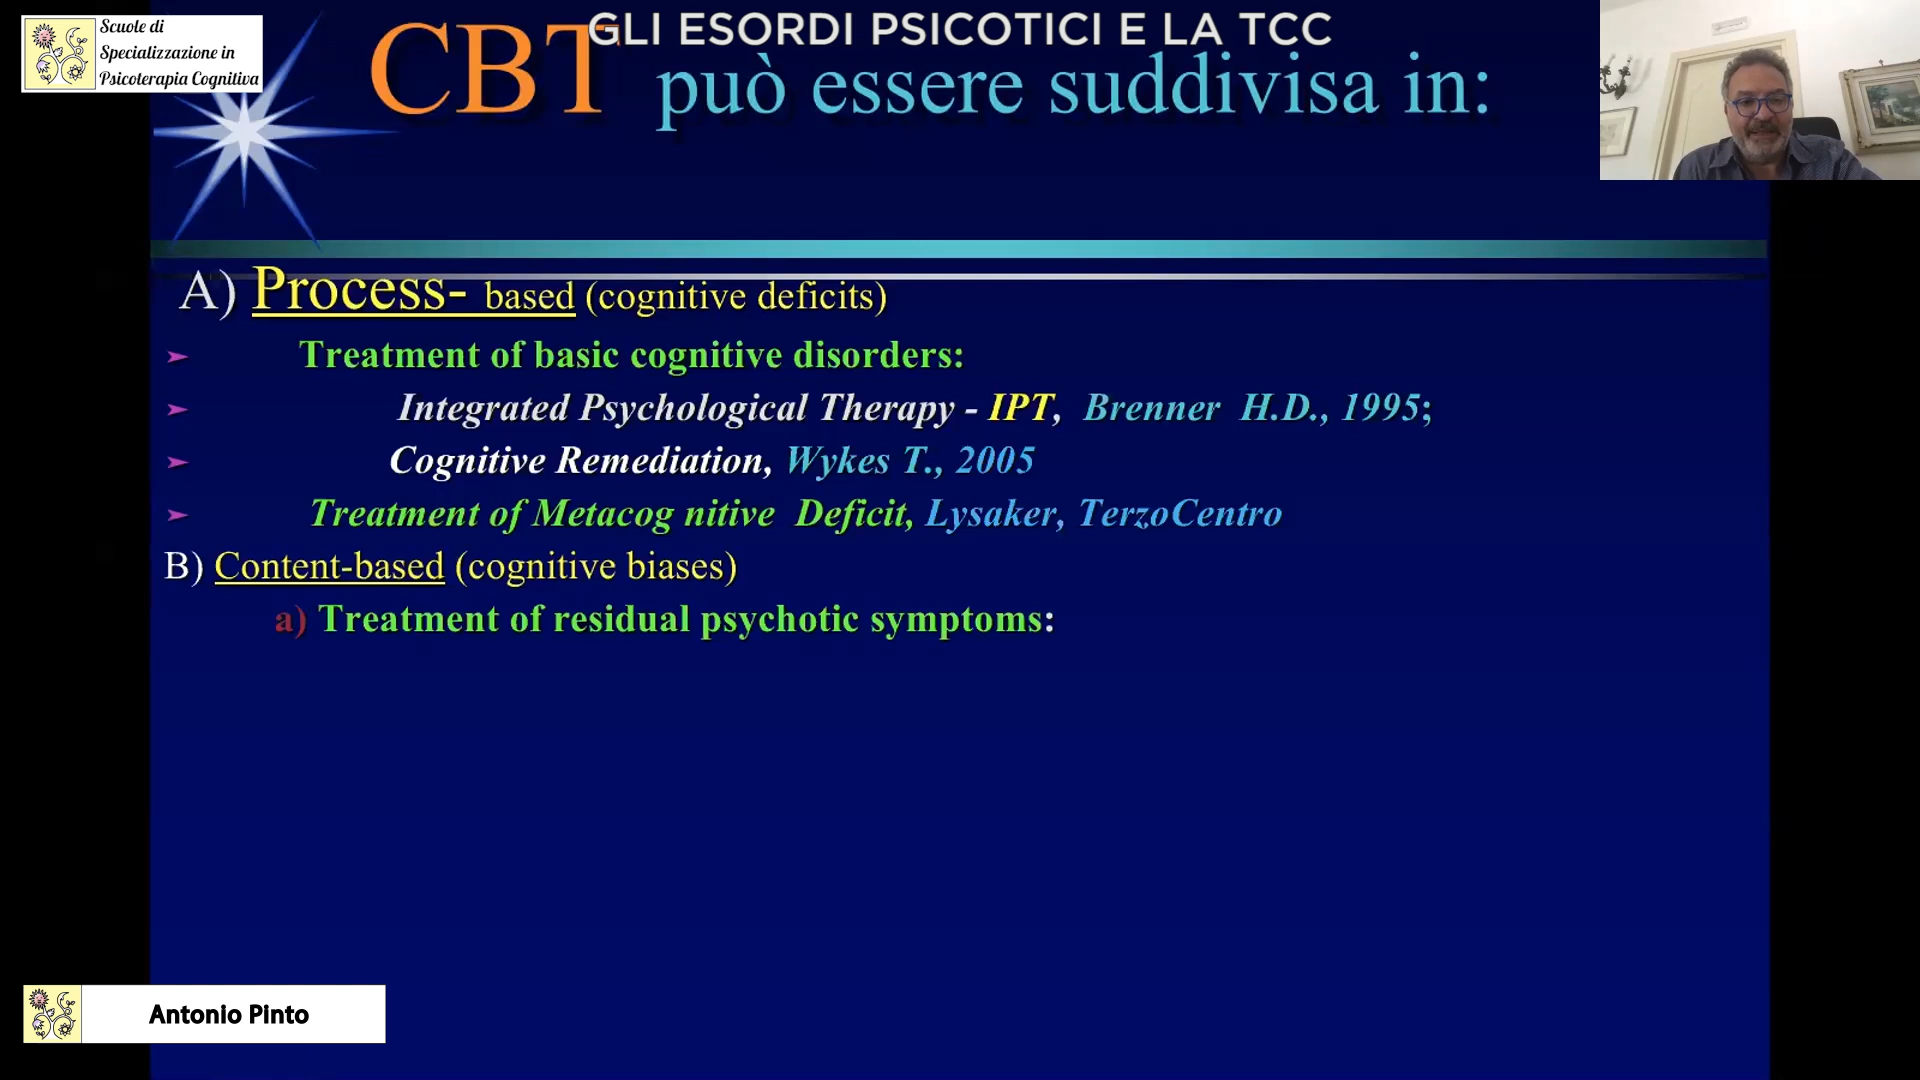 Scuole di
Specializzazione in
Psicoterapia Cognitiva
GLI ESORDI PSICOTICI E LA TCC
CBT può essere suddivisa in:
A) Process- based (cognitive deficits)
➢ Treatment of basic cognitive disorders:
➢ Integrated Psychological Therapy - IPT, Brenner H.D., 1995;
➢ Cognitive Remediation, Wykes T., 2005
➢ Treatment of Metacog nitive Deficit, Lysaker, TerzoCentro
B) Content-based (cognitive biases)
a) Treatment of residual psychotic symptoms:
Antonio Pinto